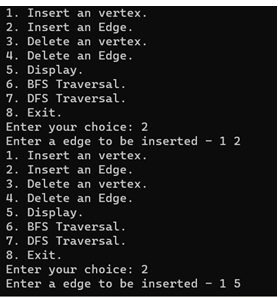 1. Insert an vertex.
2. Insert an Edge.
3. Delete an vertex.
4. Delete an Edge.
5. Display.
6. BFS Traversal.
7. DFS Traversal.
8. Exit.
Enter your choice: 2
Enter a edge to be inserted - 1 2
1. Insert an vertex.
2. Insert an Edge.
3. Delete an vertex.
4. Delete an Edge.
5. Display.
6. BFS Traversal.
7. DFS Traversal.
8. Exit.
Enter your choice: 2
Enter a edge to be inserted - 1 5